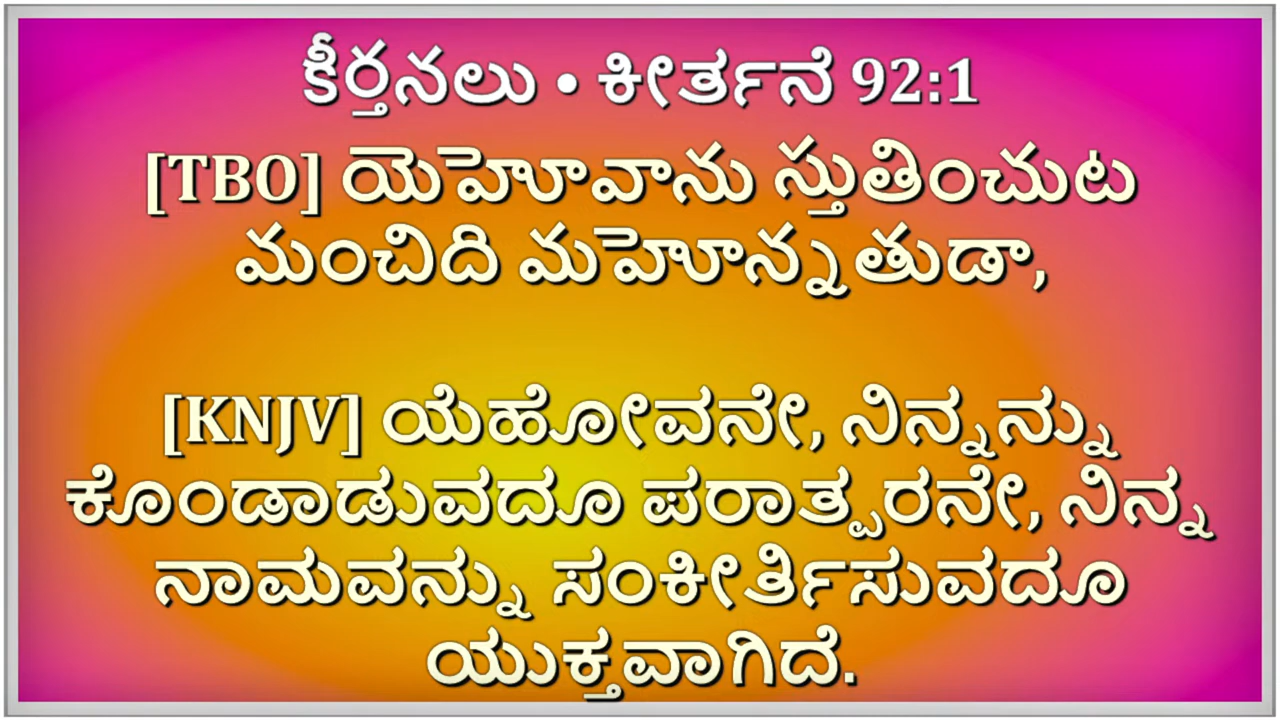 కీర్తనలు • ಕೀರ್ತನೆ 92:1
[TBO] యెహోవాను స్తుతించుట
మంచిది మహోన్నతుడా,
[KNJV] ಯೆಹೋವನೇ, ನಿನ್ನನ್ನು
ಕೊಂಡಾಡುವದೂ ಪರಾತ್ಪರನೇ, ನಿನ್ನ
ನಾಮವನ್ನು ಸಂಕೀರ್ತಿಸುವದೂ
ಯುಕ್ತವಾಗಿದೆ.